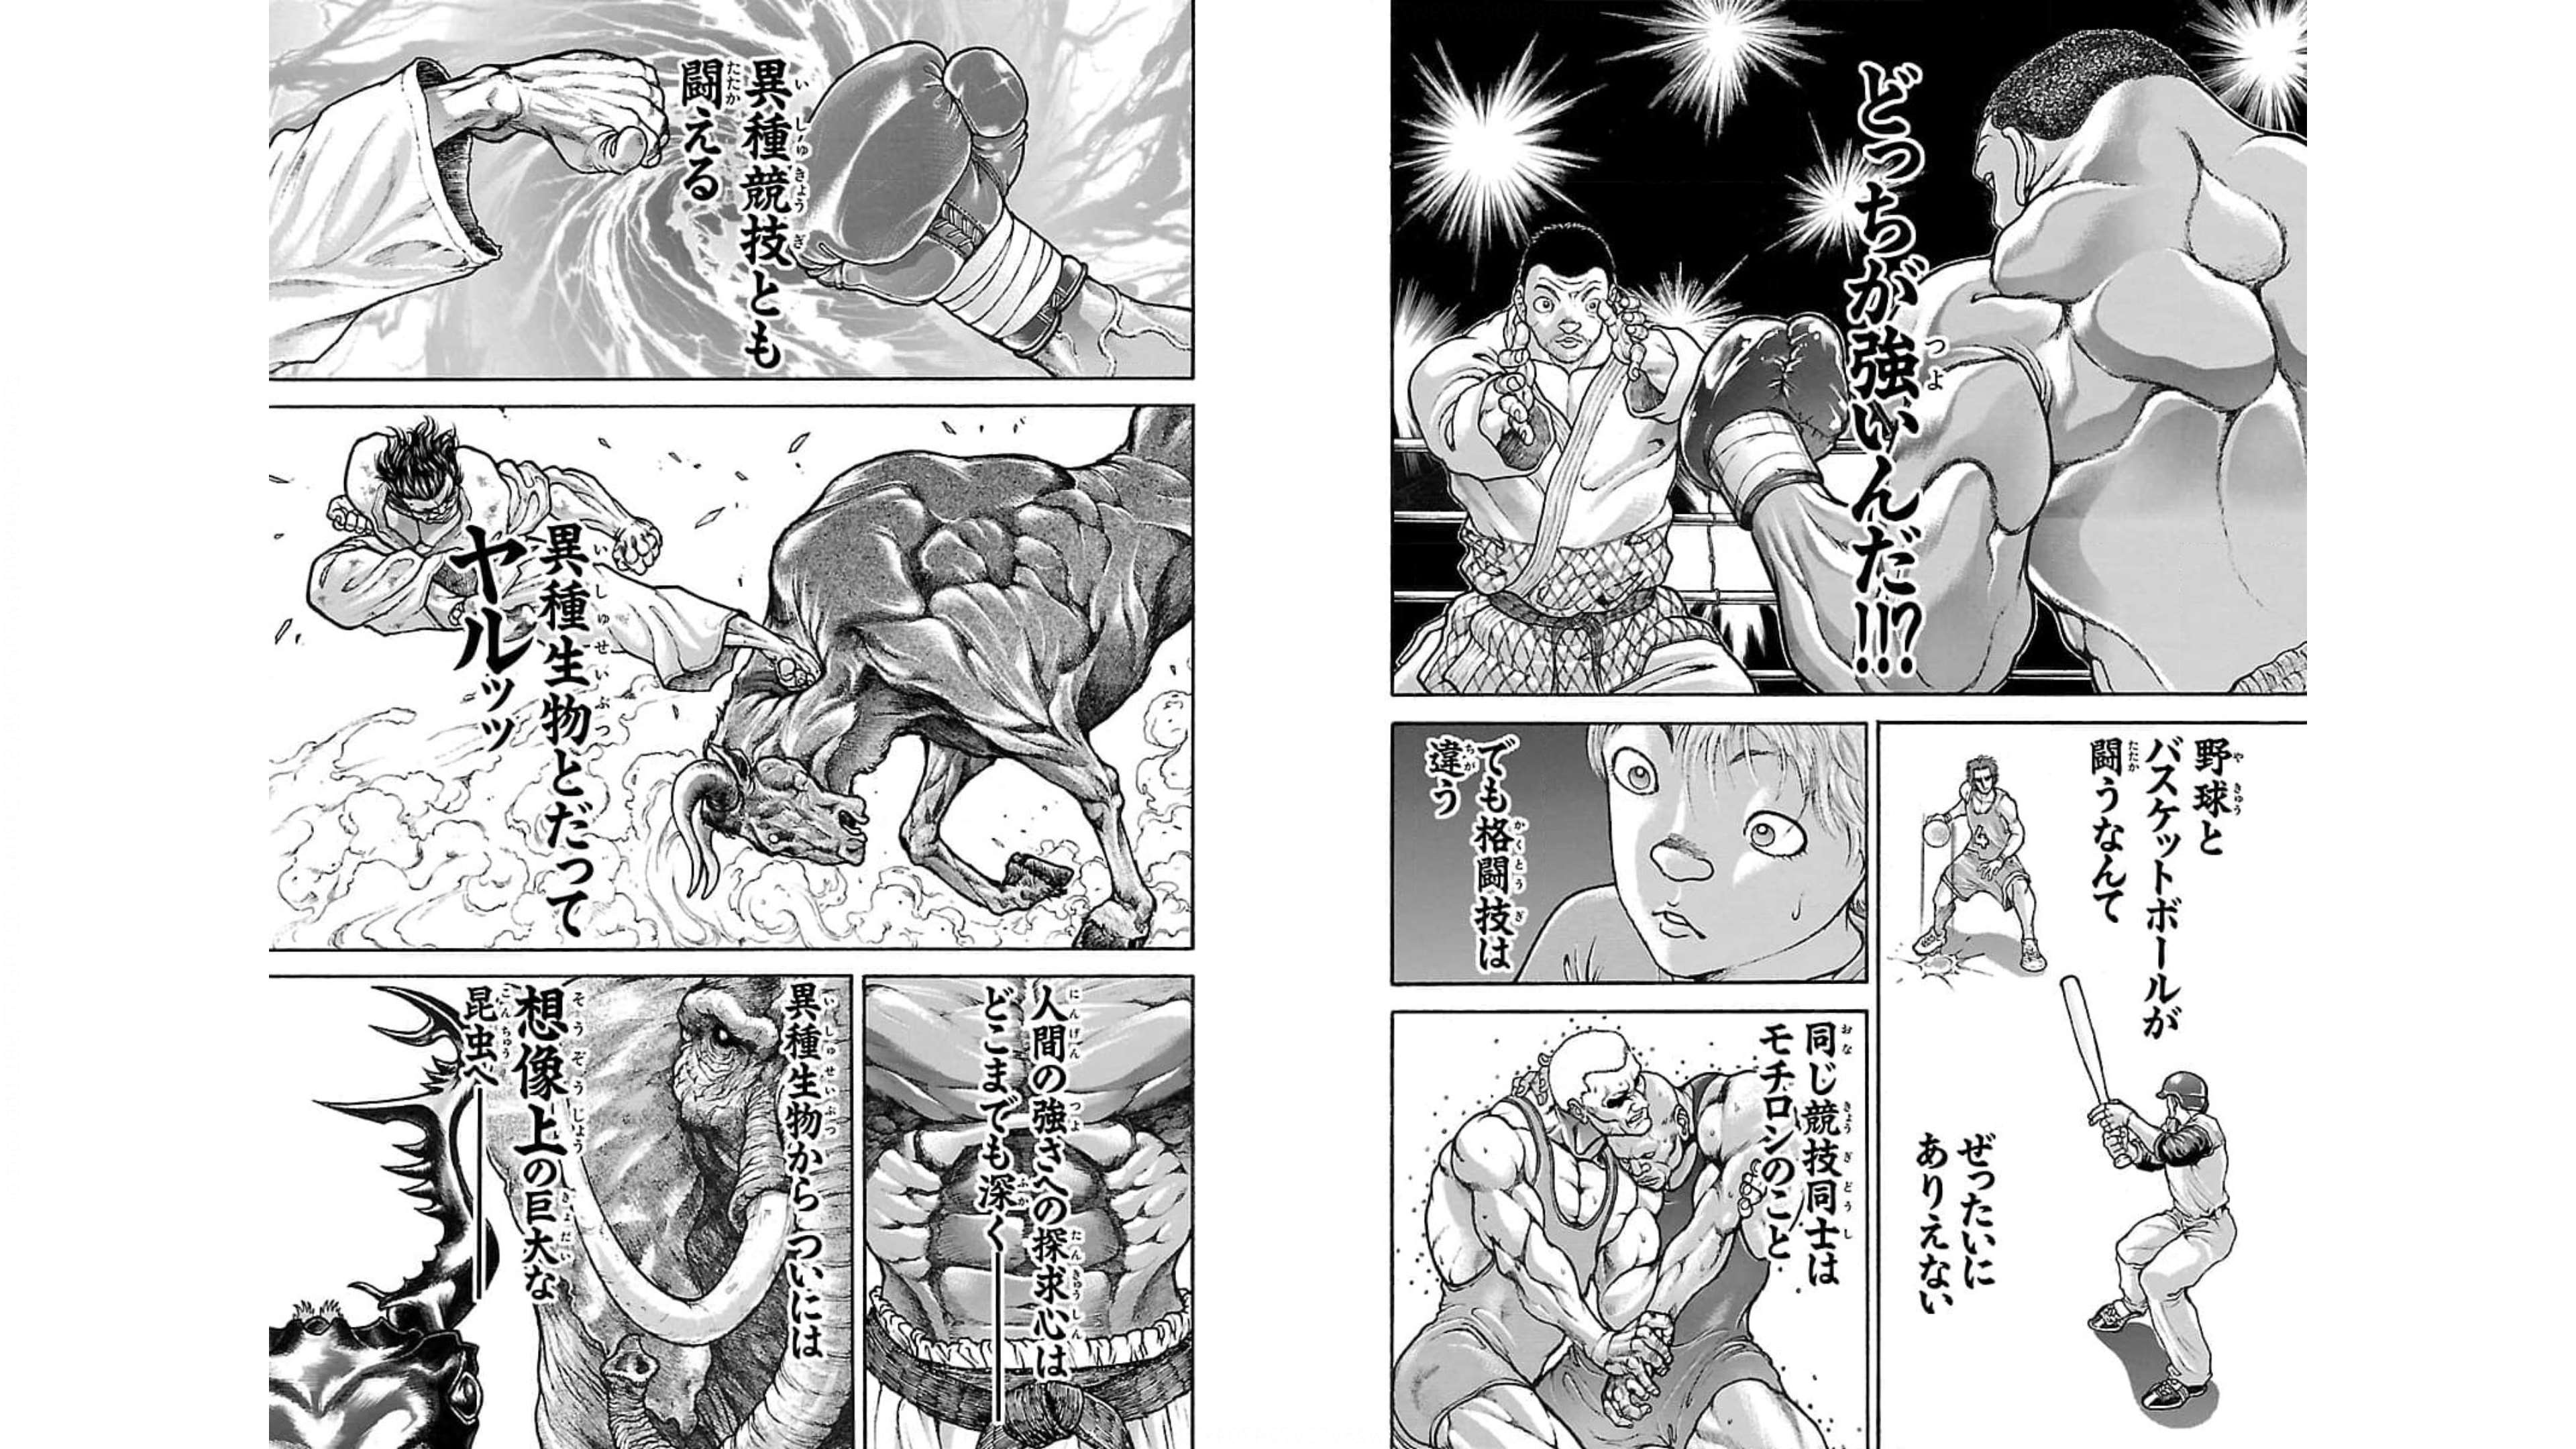 どっちが強いんだ!!!?
野球と
バスケットボールが
闘うなんて
ぜったいに
ありえない
でも格闘技は
違う
同じ競技同士は
モチロンのこと
異種競技とも
闘える
異種生物とだって
ヤルッッ
人間の強さへの探求心は
どこまでも深く――
異種生物から ついには
想像上の巨大な
昆虫へ――
4